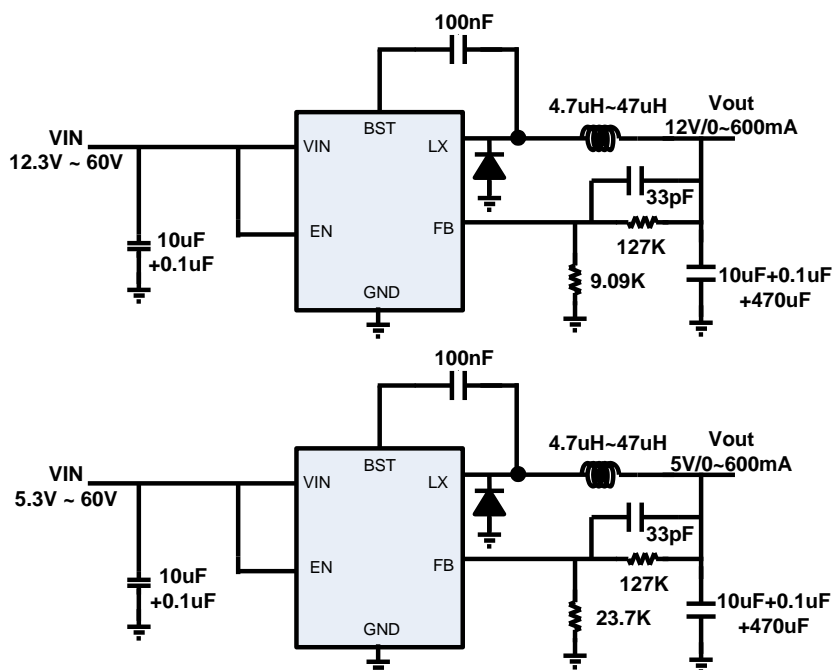 100nF
4.7uH~47uH
Vout
12V/0~600mA
VIN
12.3V ~ 60V
BST
VIN
LX
33pF
10uF
+0.1uF
EN
FB
127K
9.09K
10uF+0.1uF
+470uF
GND
100nF
4.7uH~47uH
Vout
5V/0~600mA
VIN
5.3V ~ 60V
BST
VIN
LX
33pF
10uF
+0.1uF
EN
FB
127K
23.7K
10uF+0.1uF
+470uF
GND